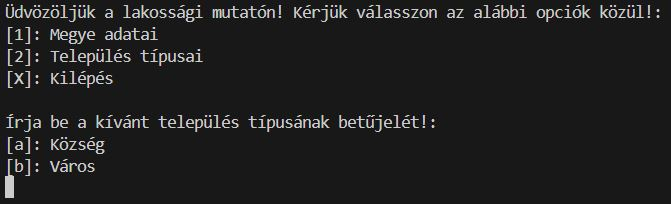 Üdvözöljük a lakossági mutatón! Kérjük válasszon az alábbi opciók közül!:
[1]: Megye adatai
[2]: Település típusai
[X]: Kilépés
Írja be a kívánt település típusának betűjelét!:
[a]: Község
[b]: Város